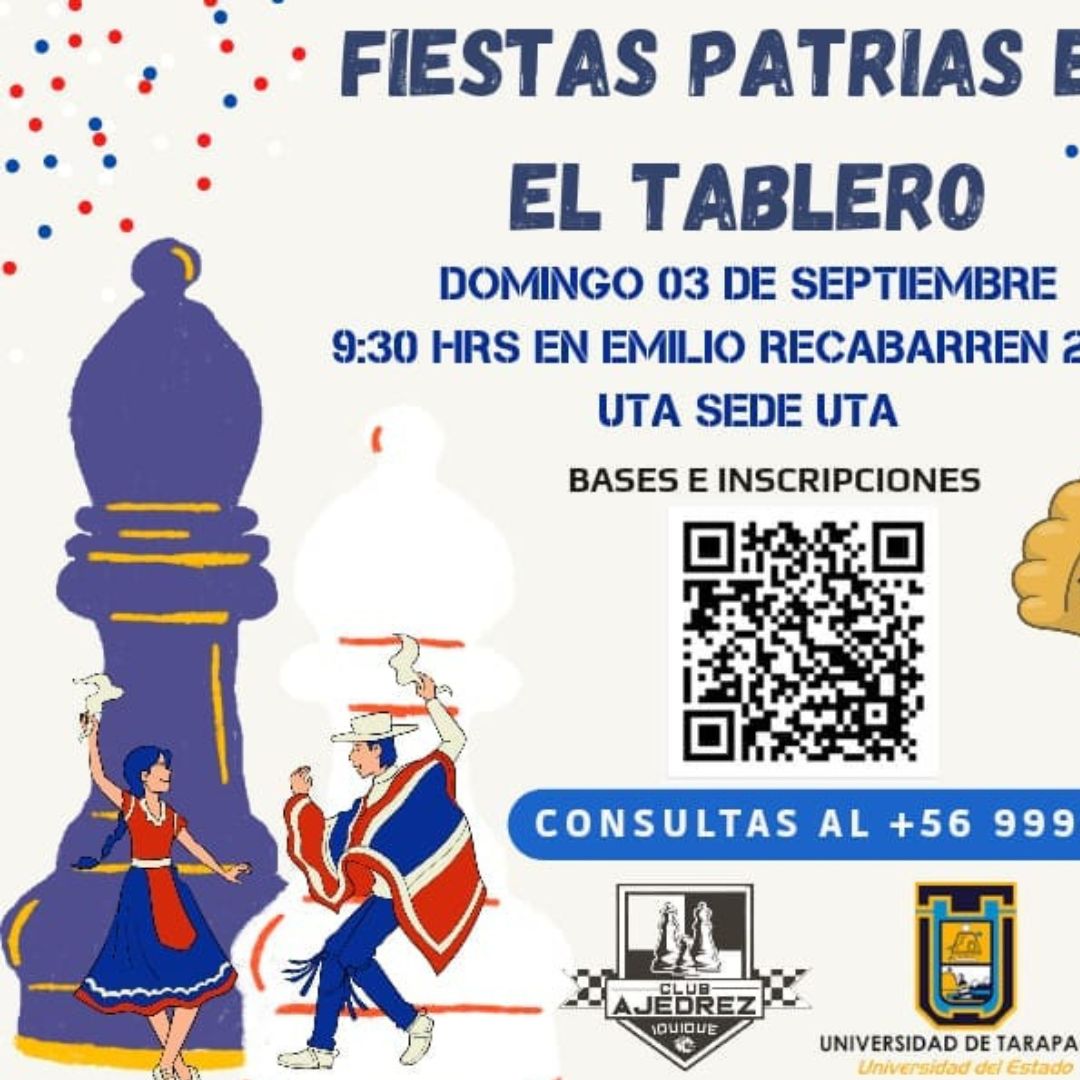 FIESTAS PATRIAS E
EL TABLERO
DOMINGO 03 DE SEPTIEMBRE
9:30 HRS EN EMILIO RECABARREN 2
UTA SEDE UTA
BASES E INSCRIPCIONES
CONSULTAS AL +56 999
CLUB
AJEDREZ
IQUIQUE
UNIVERSIDAD DE TARAPA
Universidad del Estado